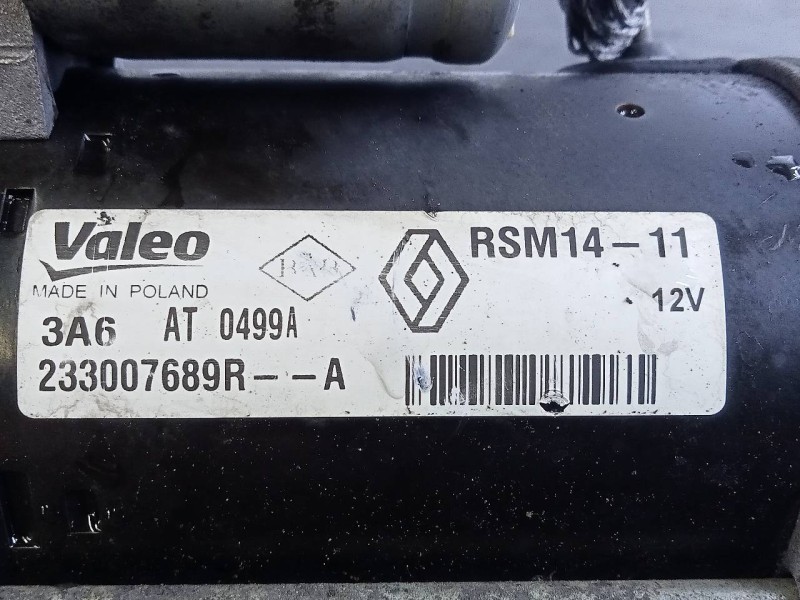 Valeo
RSM14-11
MADE IN POLAND
12V
3A6 AT 0499A
233007689R--A